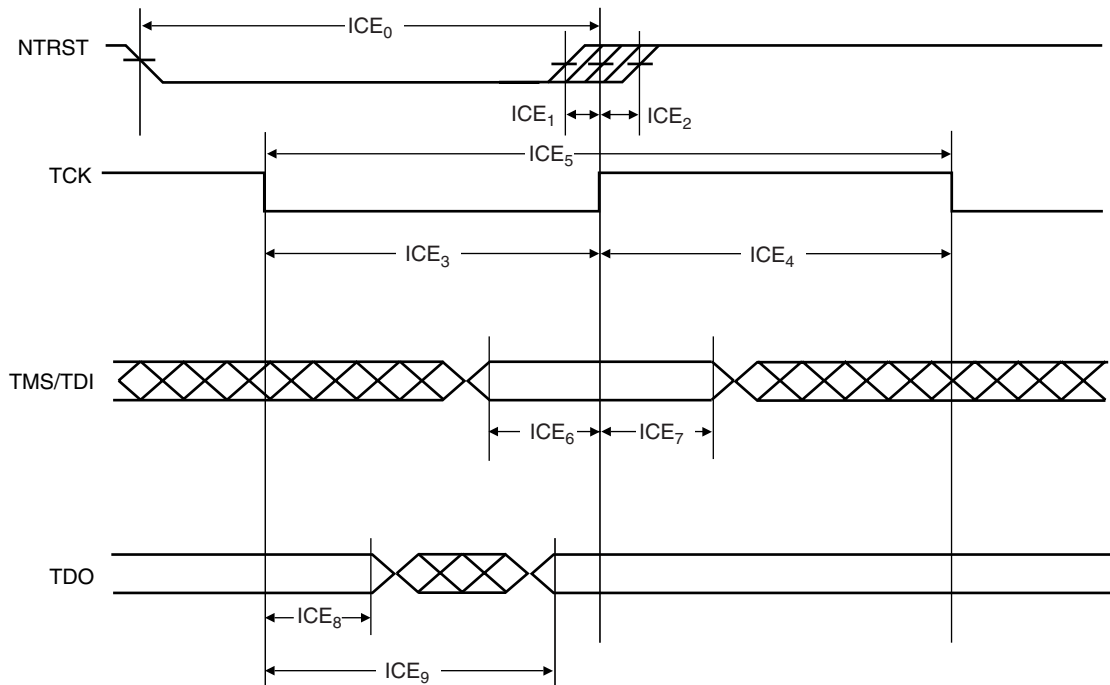 ICE₀
NTRST
ICE₁ ICE₂
ICE₅
TCK
ICE₃ ICE₄
TMS/TDI
ICE₆ ICE₇
TDO
ICE₈
ICE₉